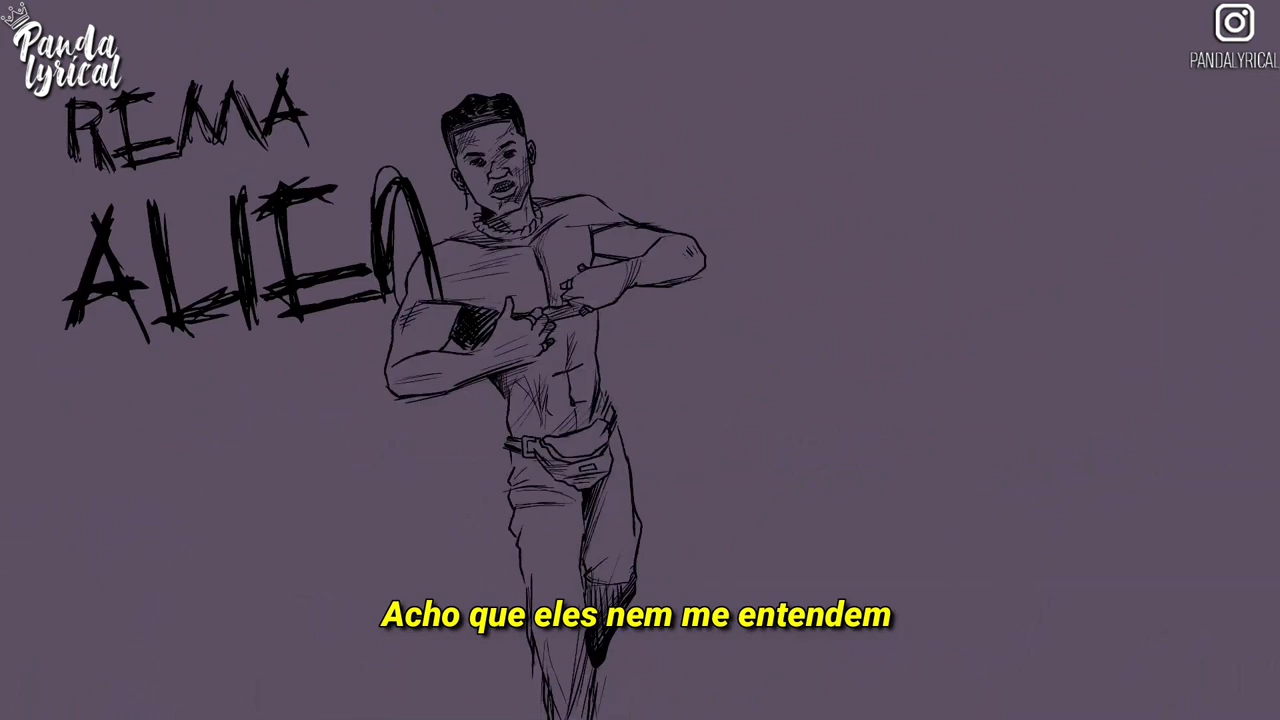 Panda
lyrical
PANDALYRICAL
REMA
ALIEN
Acho que eles nem me entendem